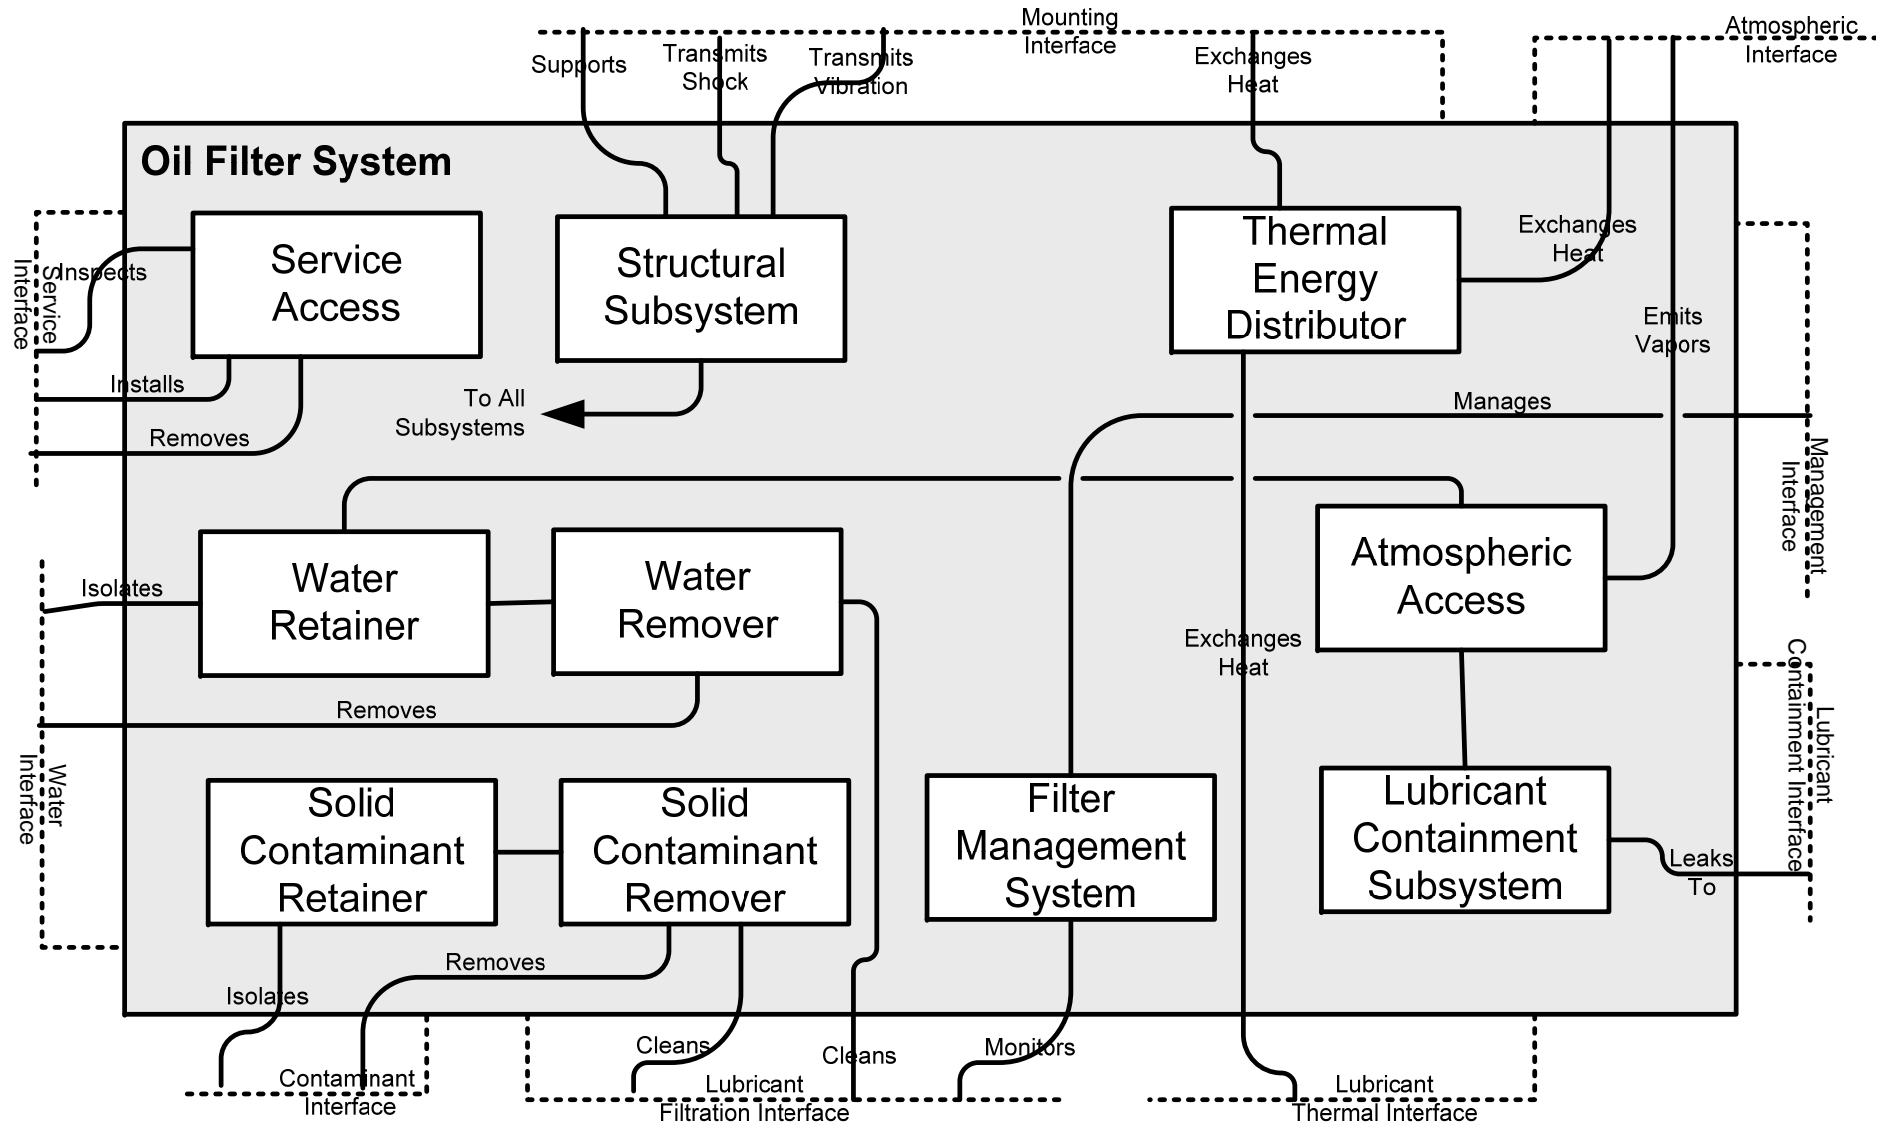 Mounting
Interface
Atmospheric
Interface
Supports
Transmits
Shock
Transmits
Vibration
Exchanges
Heat
Oil Filter System
Service
Interface
Inspects
Service
Access
Structural
Subsystem
Thermal
Energy
Distributor
Exchanges
Heat
Emits
Vapors
Installs
Removes
To All
Subsystems
Manages
Management
Interface
Isolates
Water
Retainer
Water
Remover
Atmospheric
Access
Exchanges
Heat
Removes
Water
Interface
Lubricant
Containment Interface
Solid
Contaminant
Retainer
Solid
Contaminant
Remover
Filter
Management
System
Lubricant
Containment
Subsystem
Leaks
To
Removes
Isolates
Cleans
Cleans
Monitors
Contaminant
Interface
Lubricant
Filtration Interface
Lubricant
Thermal Interface